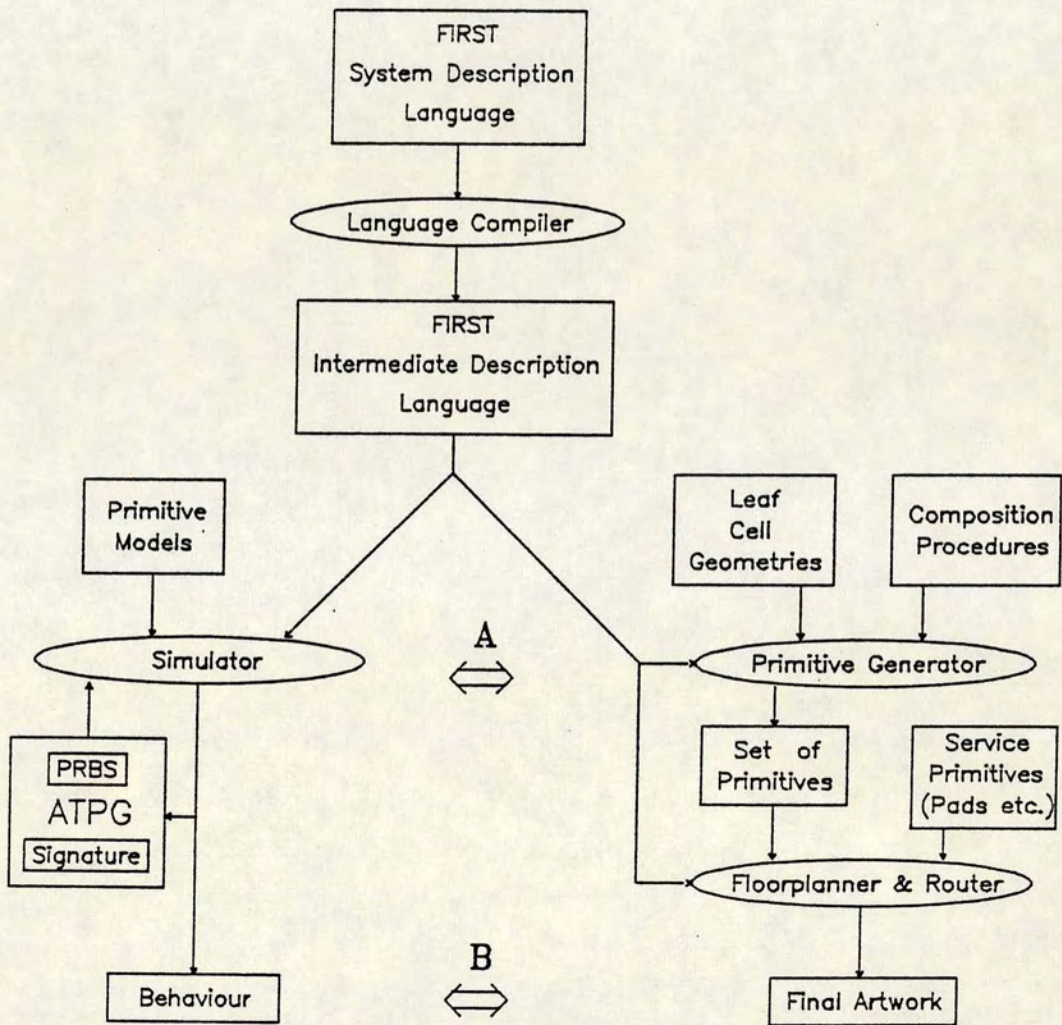 FIRST
System Description
Language
Language Compiler
FIRST
Intermediate Description
Language
Primitive
Models
Leaf
Cell
Geometries
Composition
Procedures
Simulator
A
Primitive Generator
PRBS
ATPG
Signature
Set of
Primitives
Service
Primitives
(Pads etc.)
Floorplanner & Router
Behaviour
B
Final Artwork